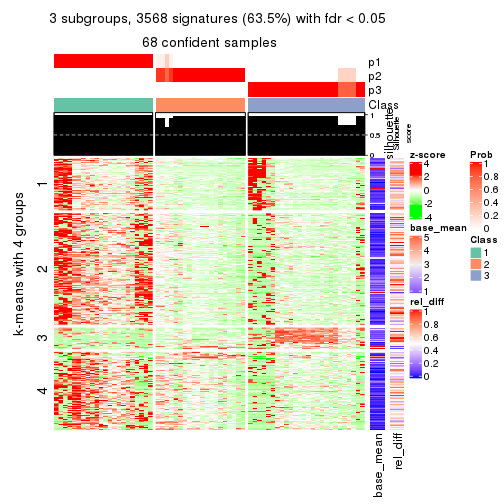 3 subgroups, 3568 signatures (63.5%) with fdr < 0.05
68 confident samples
p1
p2
p3
Class
1
0.5
0
silhouette
Silhouette
score
k-means with 4 groups
1
2
3
4
base_mean
rel_diff
z-score
4
2
0
-2
-4
base_mean
5
4
3
2
1
rel_diff
1
0.8
0.6
0.4
0.2
0
Prob
1
0.8
0.6
0.4
0.2
0
Class
1
2
3